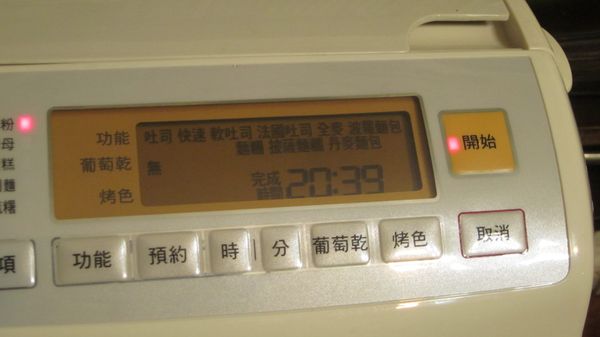 粉
母
糕
麵
糬
功能
葡萄乾
烤色
吐司 快速 軟吐司 法國吐司 全麥 波蘿麵包
麵糰 披薩麵糰 丹麥麵包
無
完成
時間 20:39
開始
項
功能
預約
時
分
葡萄乾
烤色
取消